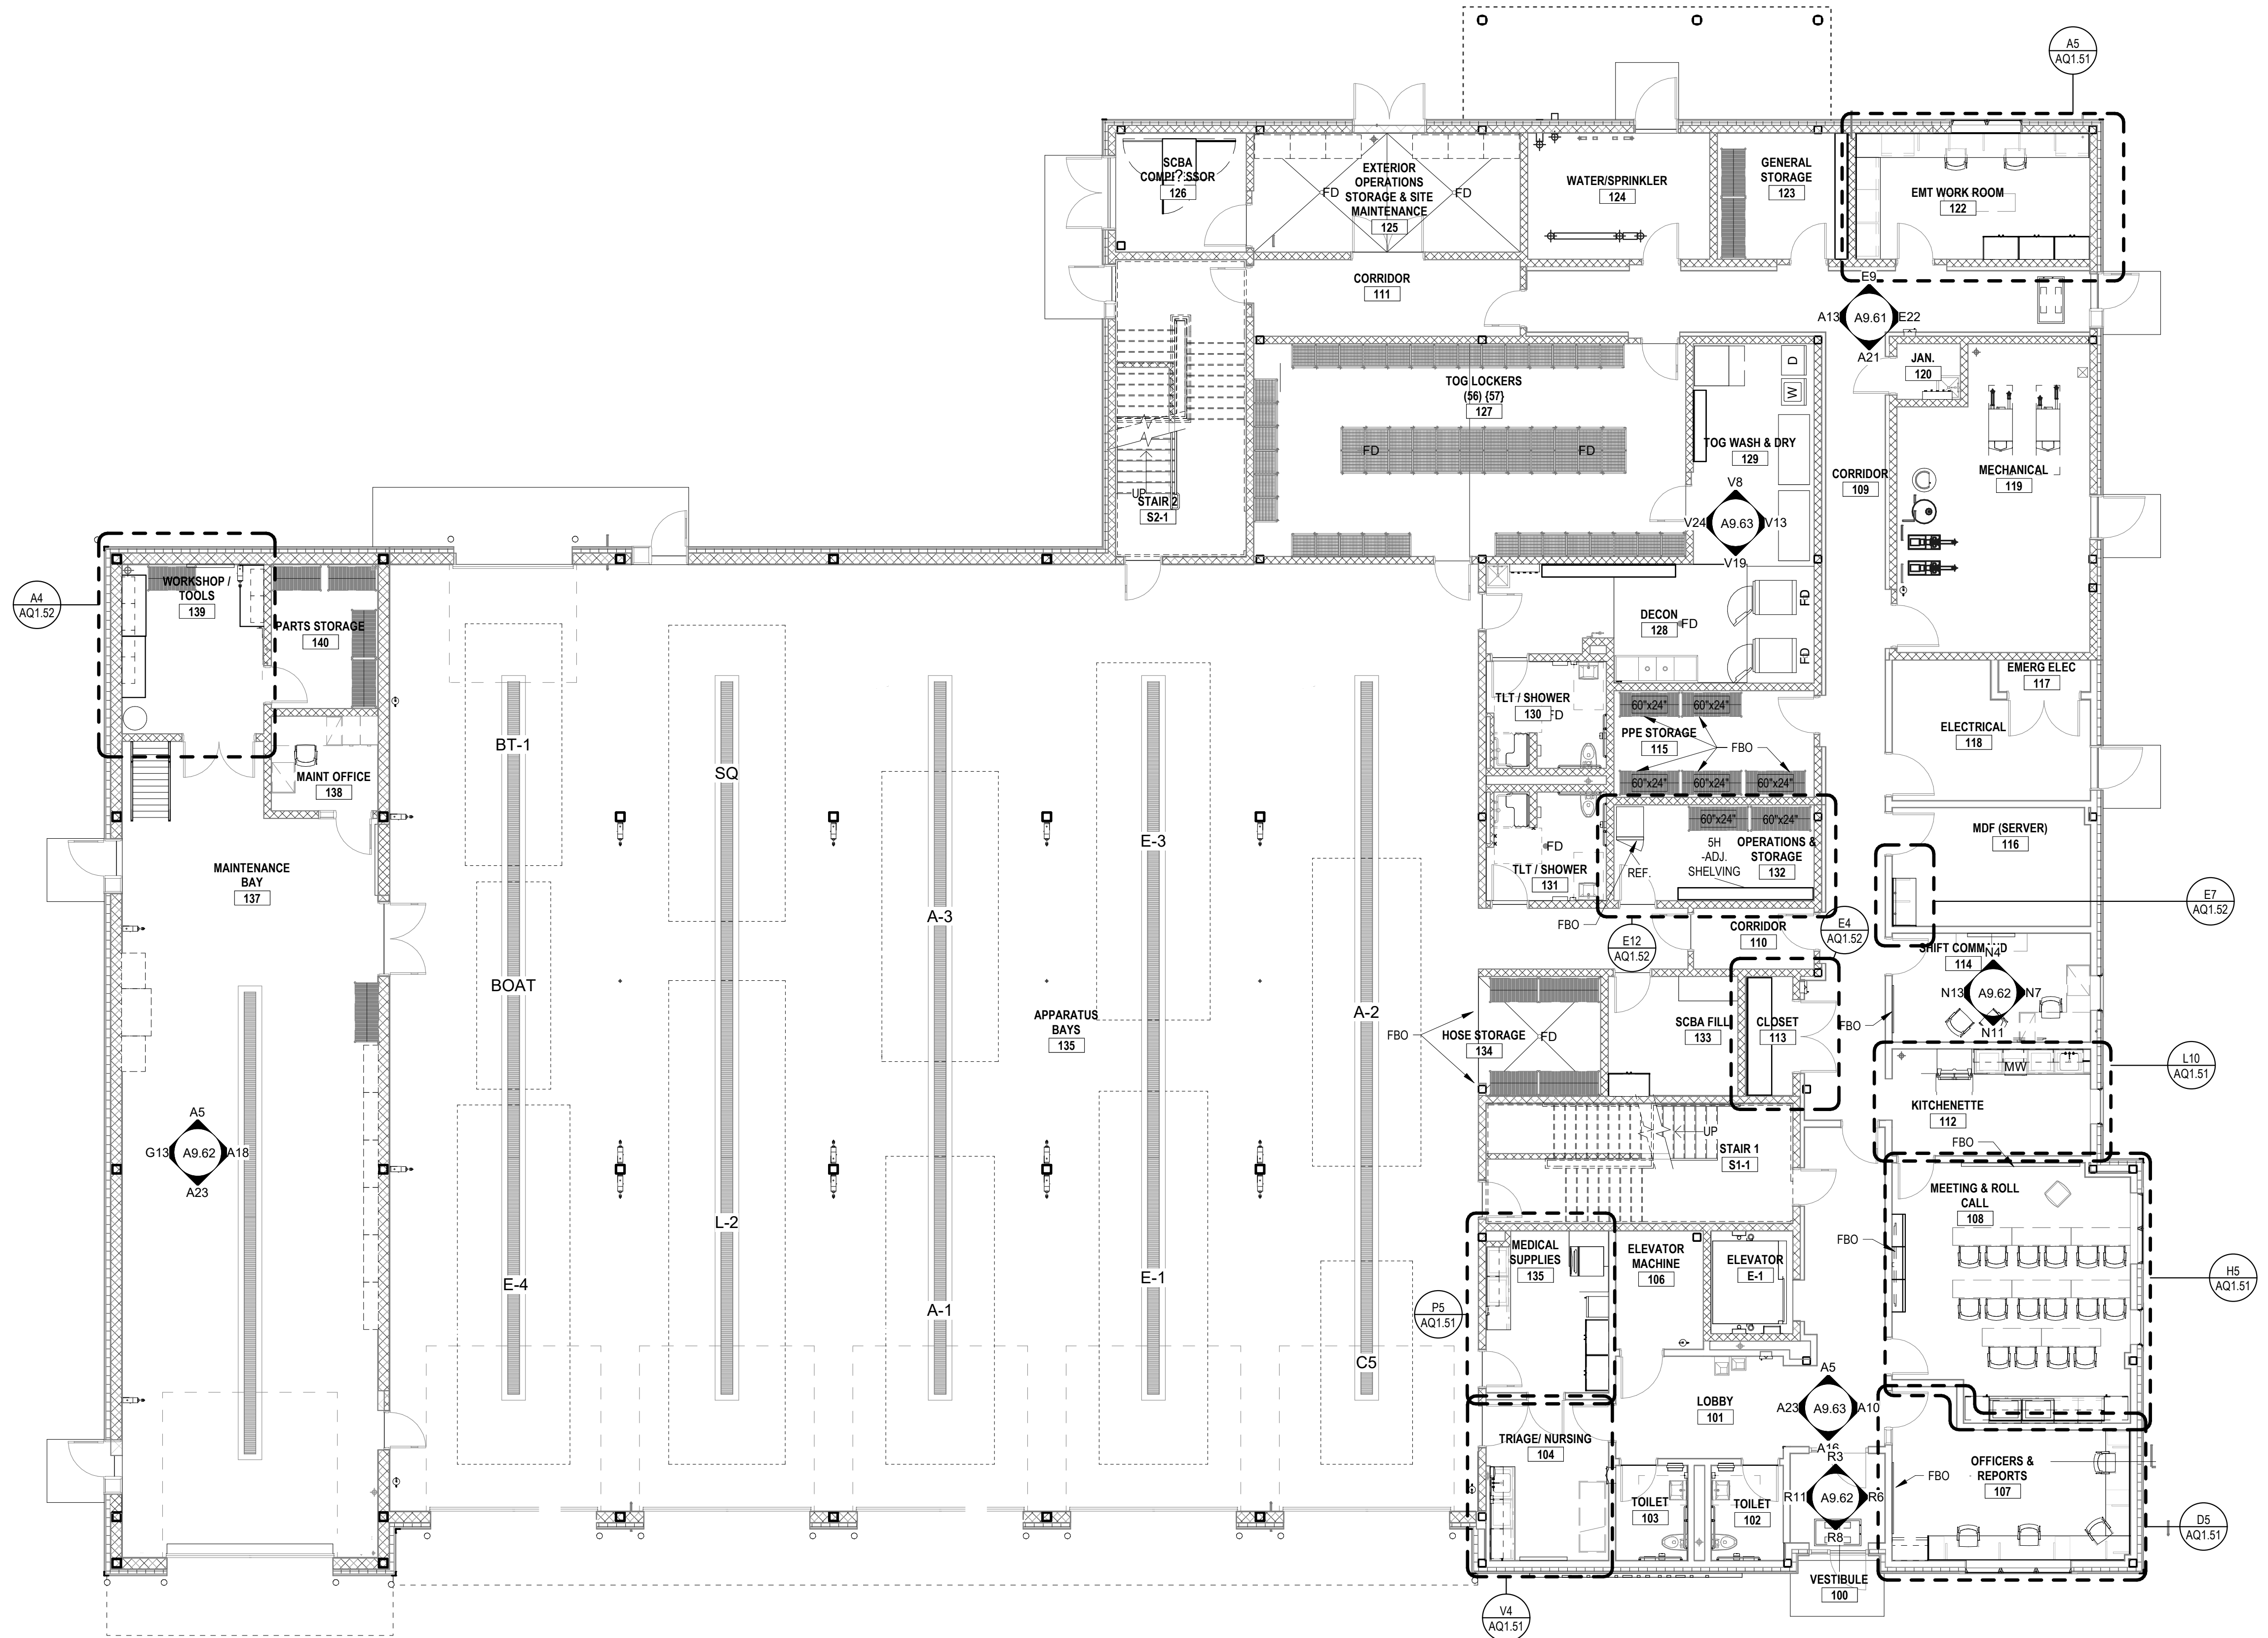 A5
AQ1.51
SCBA
COMPRESSOR
?
126
EXTERIOR
OPERATIONS
STORAGE & SITE
MAINTENANCE
125
FD
FD
WATER/SPRINKLER
124
GENERAL
STORAGE
123
EMT WORK ROOM
122
CORRIDOR
111
E9
A13
A9.61
E22
A21
JAN.
120
TOG LOCKERS
(56) {57}
127
FD
FD
D
W
TOG WASH & DRY
129
V8
V24
A9.63
V13
V19
CORRIDOR
109
MECHANICAL
119
UP
STAIR 2
S2-1
A4
AQ1.52
WORKSHOP /
TOOLS
139
PARTS STORAGE
140
MAINT OFFICE
138
DECON
128
FD
FD
FD
EMERG ELEC
117
ELECTRICAL
118
TLT / SHOWER
130
FD
60"x24"
60"x24"
PPE STORAGE
115
FBO
60"x24"
60"x24"
60"x24"
BT-1
SQ
E-3
A-3
BOAT
A-2
MAINTENANCE
BAY
137
FD
TLT / SHOWER
131
60"x24"
60"x24"
5H
-ADJ.
SHELVING
OPERATIONS &
STORAGE
132
REF.
FBO
E12
AQ1.52
CORRIDOR
110
E4
AQ1.52
MDF (SERVER)
116
E7
AQ1.52
SHIFT COMMAND
114
N4
N13
A9.62
N7
N11
FBO
APPARATUS
BAYS
135
FBO
HOSE STORAGE
134
FD
SCBA FILL
133
CLOSET
113
MW
L10
AQ1.51
KITCHENETTE
112
FBO
UP
STAIR 1
S1-1
A5
G13
A9.62
A18
A23
L-2
E-4
E-1
A-1
C5
MEETING & ROLL
CALL
108
FBO
H5
AQ1.51
MEDICAL
SUPPLIES
135
ELEVATOR
MACHINE
106
ELEVATOR
E-1
P5
AQ1.51
LOBBY
101
A5
A23
A9.63
A10
A16
TRIAGE/ NURSING
104
R3
R11
A9.62
R6
R8
OFFICERS &
REPORTS
107
FBO
TOILET
103
TOILET
102
D5
AQ1.51
VESTIBULE
100
V4
AQ1.51